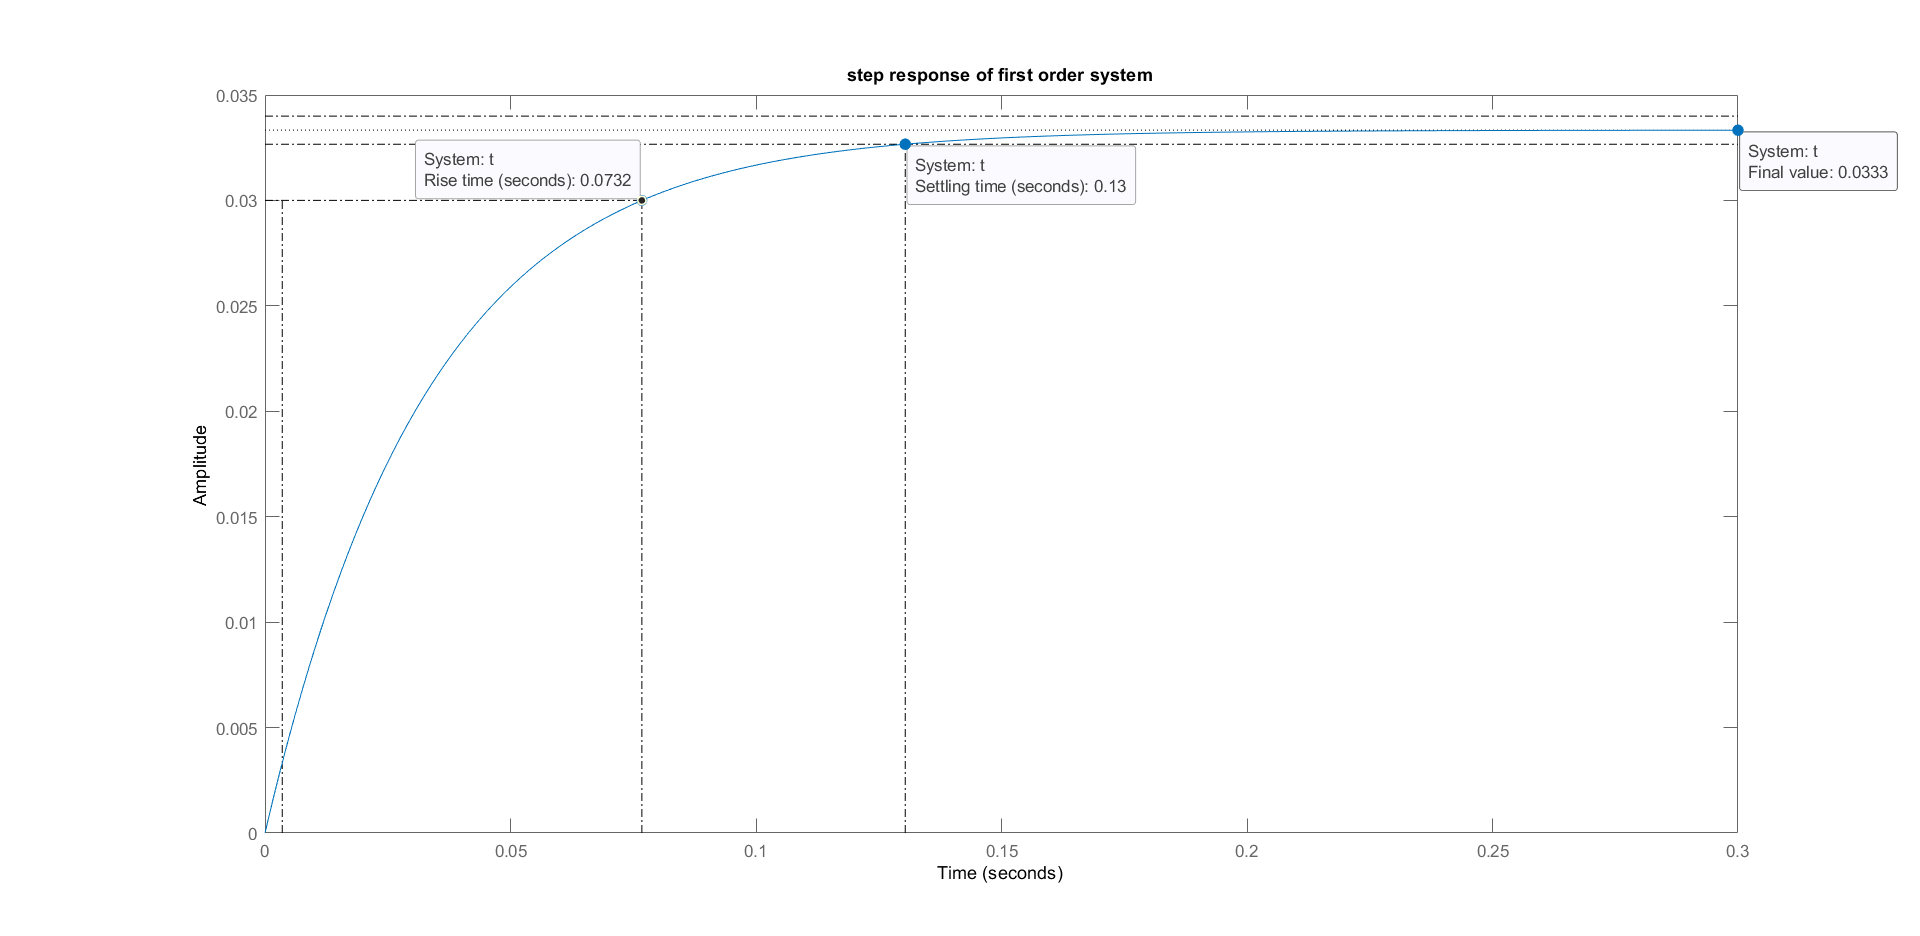 step response of first order system
0.035
0.03
0.025
0.02
0.015
0.01
0.005
0
Amplitude
System: t
Rise time (seconds): 0.0732
System: t
Settling time (seconds): 0.13
System: t
Final value: 0.0333
0 0.05 0.1 0.15 0.2 0.25 0.3
Time (seconds)